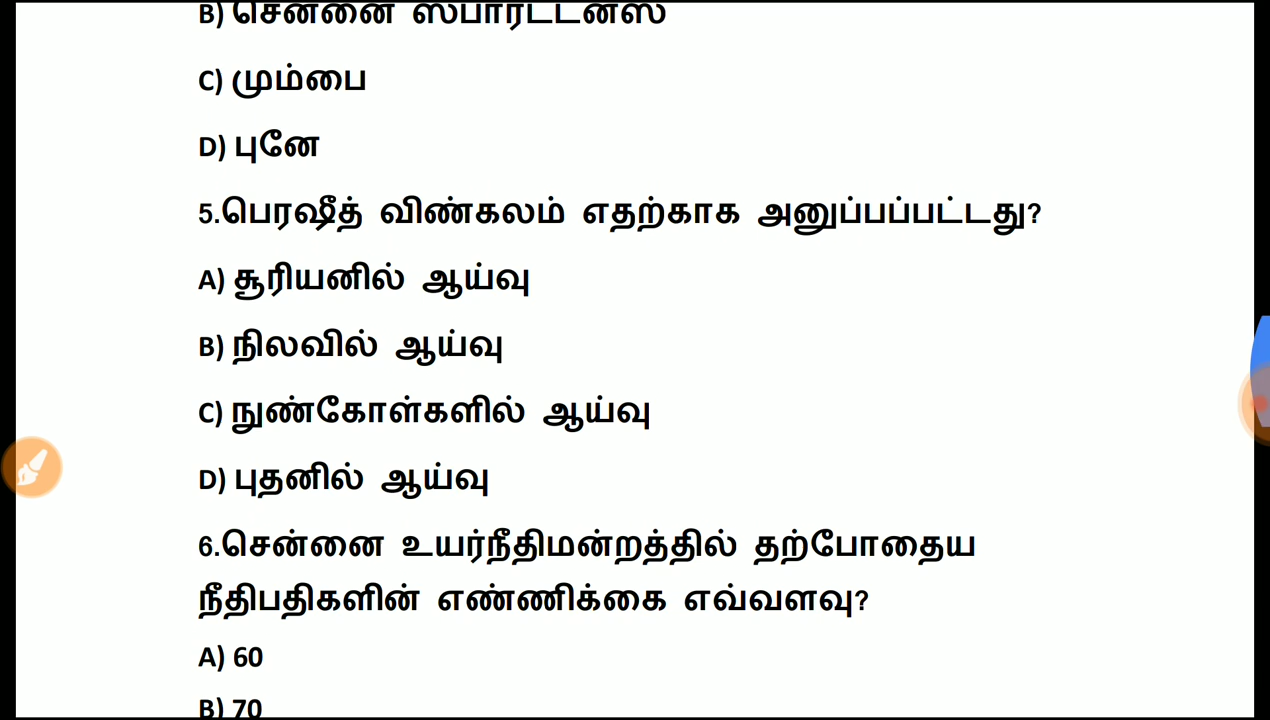 B) சென்னை ஸ்பார்ட்டன்ஸ்
C) மும்பை
D) புனே
5.பெரஷீத் விண்கலம் எதற்காக அனுப்பப்பட்டது?
A) சூரியனில் ஆய்வு
B) நிலவில் ஆய்வு
C) நுண்கோள்களில் ஆய்வு
D) புதனில் ஆய்வு
6.சென்னை உயர்நீதிமன்றத்தில் தற்போதைய
நீதிபதிகளின் எண்ணிக்கை எவ்வளவு?
A) 60
B) 70